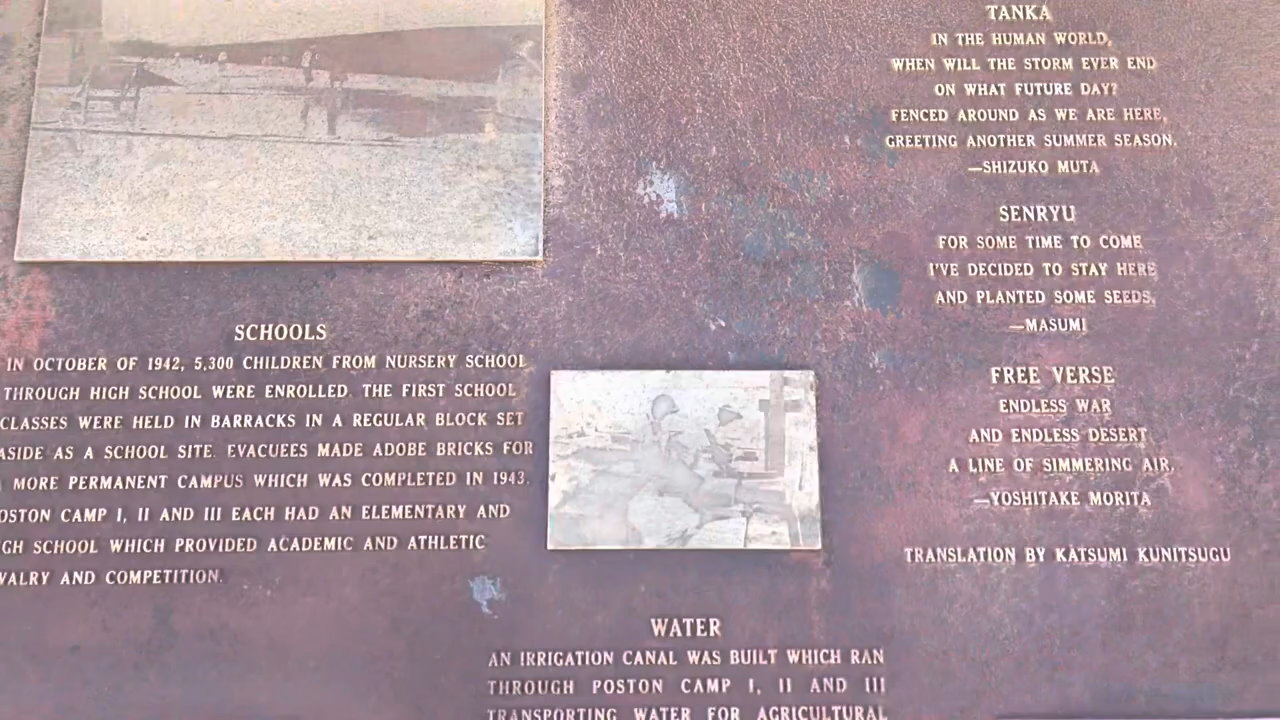 SCHOOLS
IN OCTOBER OF 1942, 5,300 CHILDREN FROM NURSERY SCHOOL
THROUGH HIGH SCHOOL WERE ENROLLED. THE FIRST SCHOOL
CLASSES WERE HELD IN BARRACKS IN A REGULAR BLOCK SET
ASIDE AS A SCHOOL SITE. EVACUEES MADE ADOBE BRICKS FOR
MORE PERMANENT CAMPUS WHICH WAS COMPLETED IN 1943.
OSTON CAMP I, II AND III EACH HAD AN ELEMENTARY AND
GH SCHOOL WHICH PROVIDED ACADEMIC AND ATHLETIC
VALRY AND COMPETITION.
WATER
AN IRRIGATION CANAL WAS BUILT WHICH RAN
THROUGH POSTON CAMP I, II AND III
TRANSPORTING WATER FOR AGRICULTURAL
TANKA
IN THE HUMAN WORLD,
WHEN WILL THE STORM EVER END
ON WHAT FUTURE DAY?
FENCED AROUND AS WE ARE HERE,
GREETING ANOTHER SUMMER SEASON.
—SHIZUKO MUTA
SENRYU
FOR SOME TIME TO COME
I'VE DECIDED TO STAY HERE
AND PLANTED SOME SEEDS.
—MASUMI
FREE VERSE
ENDLESS WAR
AND ENDLESS DESERT
A LINE OF SIMMERING AIR.
—YOSHITAKE MORITA
TRANSLATION BY KATSUMI KUNITSUGU